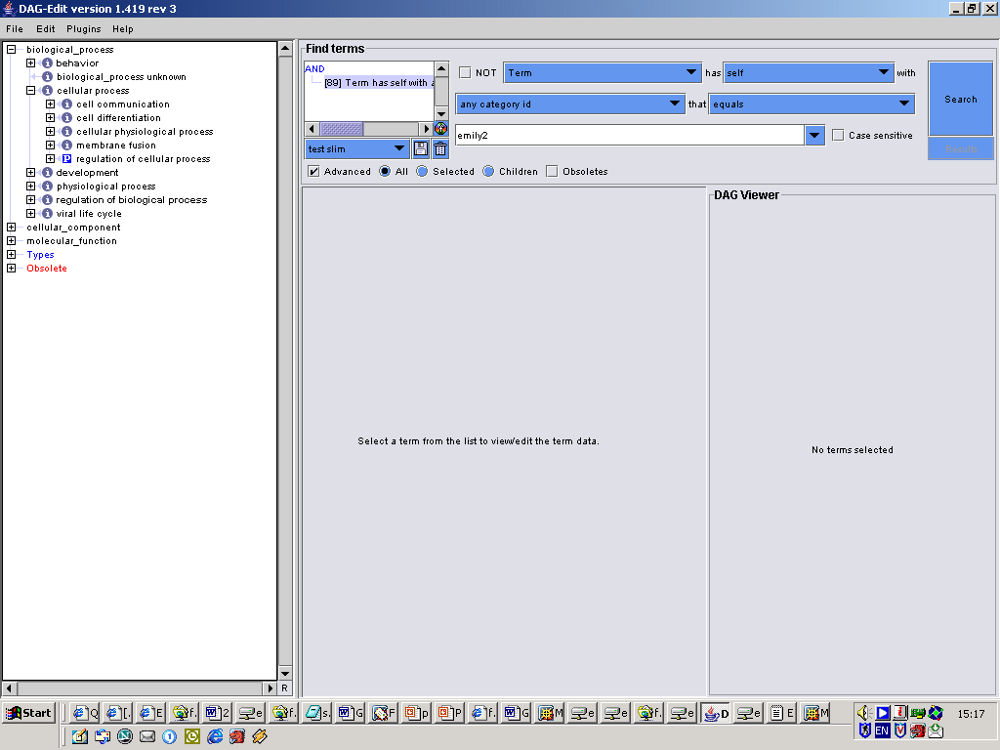 DAG-Edit version 1.419 rev 3
File Edit Plugins Help
biological_process
behavior
biological_process unknown
cellular process
cell communication
cell differentiation
cellular physiological process
membrane fusion
regulation of cellular process
development
physiological process
regulation of biological process
viral life cycle
cellular_component
molecular_function
Types
Obsolete
R
Find terms
AND
[89] Term has self with
test slim
NOT Term has self with
any category id that equals
emily2 Case sensitive
Search
Advanced All Selected Children Obsoletes
Select a term from the list to view/edit the term data.
DAG Viewer
No terms selected
Start Q [. E f. W 2 e f. s. W G F p P f. W G M e e f. e D e E M 15:17
EN